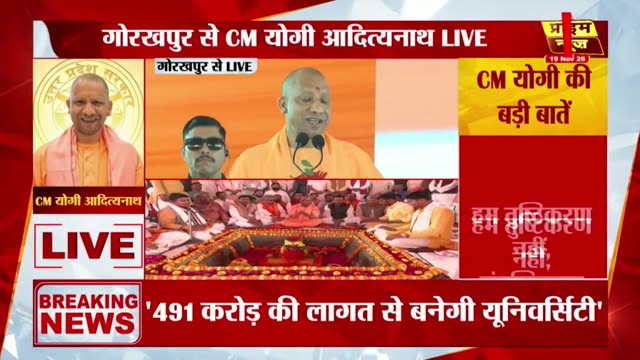 गोरखपुर से CM योगी आदित्यनाथ LIVE
प्राइम
न्यूज़
19 Nov 26
गोरखपुर से LIVE
उत्तर प्रदेश सरकार
CM योगी की
बड़ी बातें
CM योगी आदित्यनाथ
हम तुष्टिकरण
नहीं,
LIVE
BREAKING
NEWS
'491 करोड़ की लागत से बनेगी यूनिवर्सिटी'